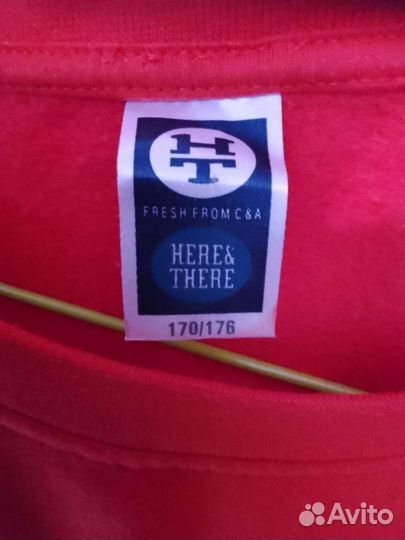 HT
FRESH FROM C&A
HERE&
THERE
170/176
Avito